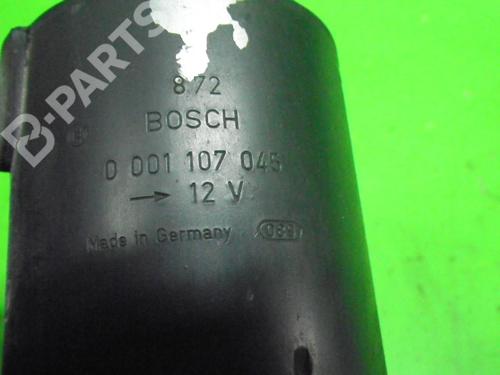 B-PARTS
872
BOSCH
0 001 107 045
→ 12 V
Made in Germany